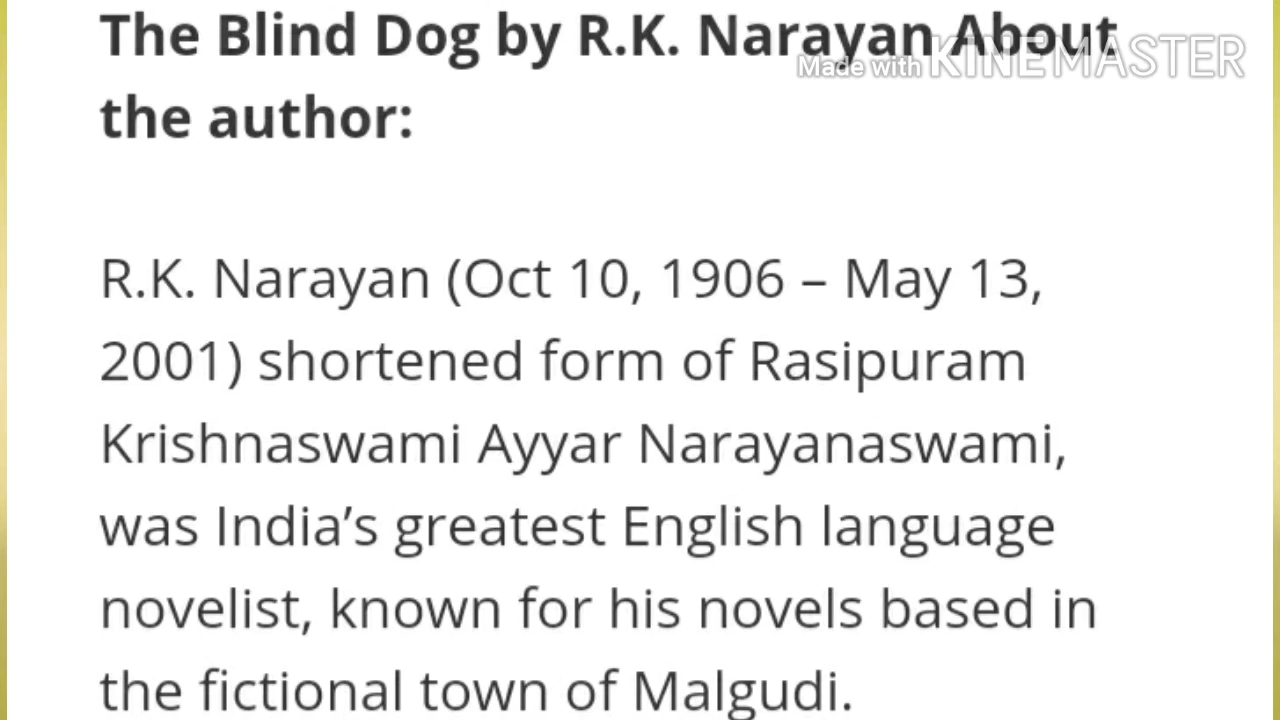 The Blind Dog by R.K. Narayan About
Made with KINEMASTER
the author:
R.K. Narayan (Oct 10, 1906 – May 13,
2001) shortened form of Rasipuram
Krishnaswami Ayyar Narayanaswami,
was India’s greatest English language
novelist, known for his novels based in
the fictional town of Malgudi.